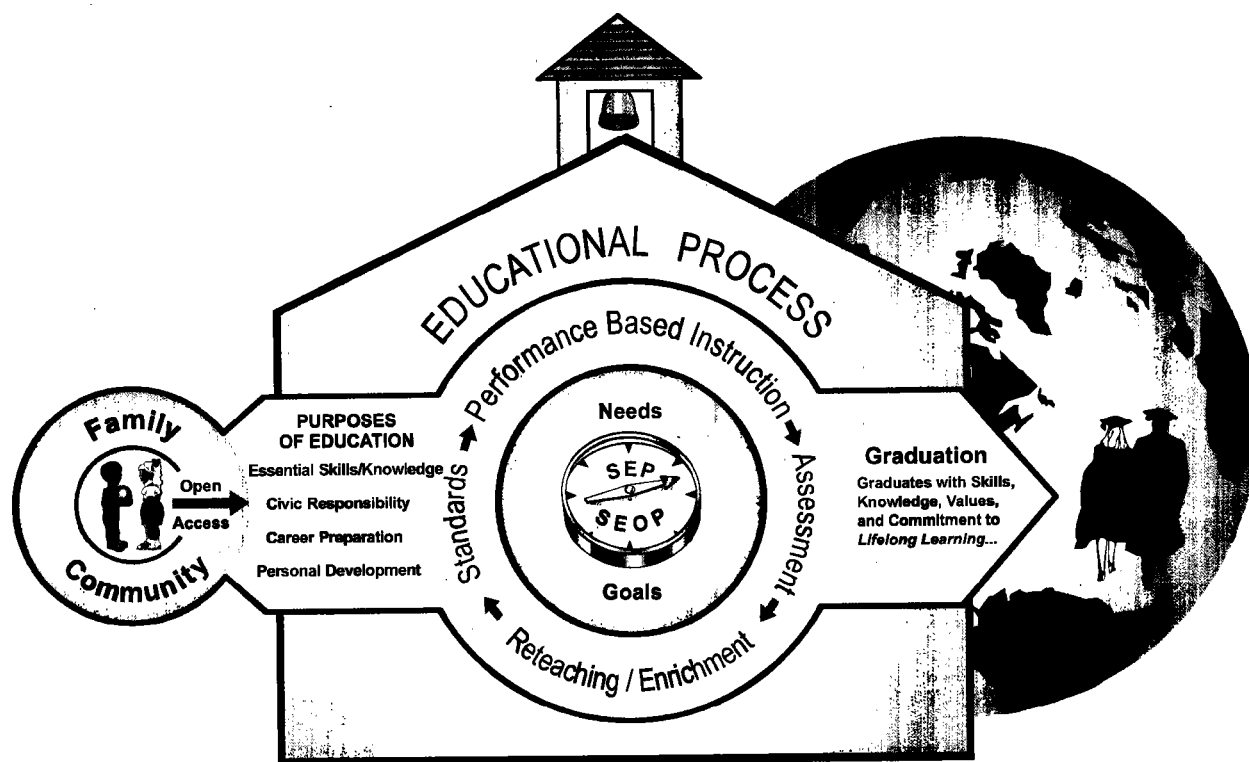 EDUCATIONAL PROCESS
Family
Community
Open
Access
PURPOSES
OF EDUCATION
Essential Skills/Knowledge
Civic Responsibility
Career Preparation
Personal Development
Standards
Performance Based Instruction
Assessment
Reteaching / Enrichment
Needs
SEP
SEOP
Goals
Graduation
Graduates with Skills,
Knowledge, Values,
and Commitment to
Lifelong Learning...